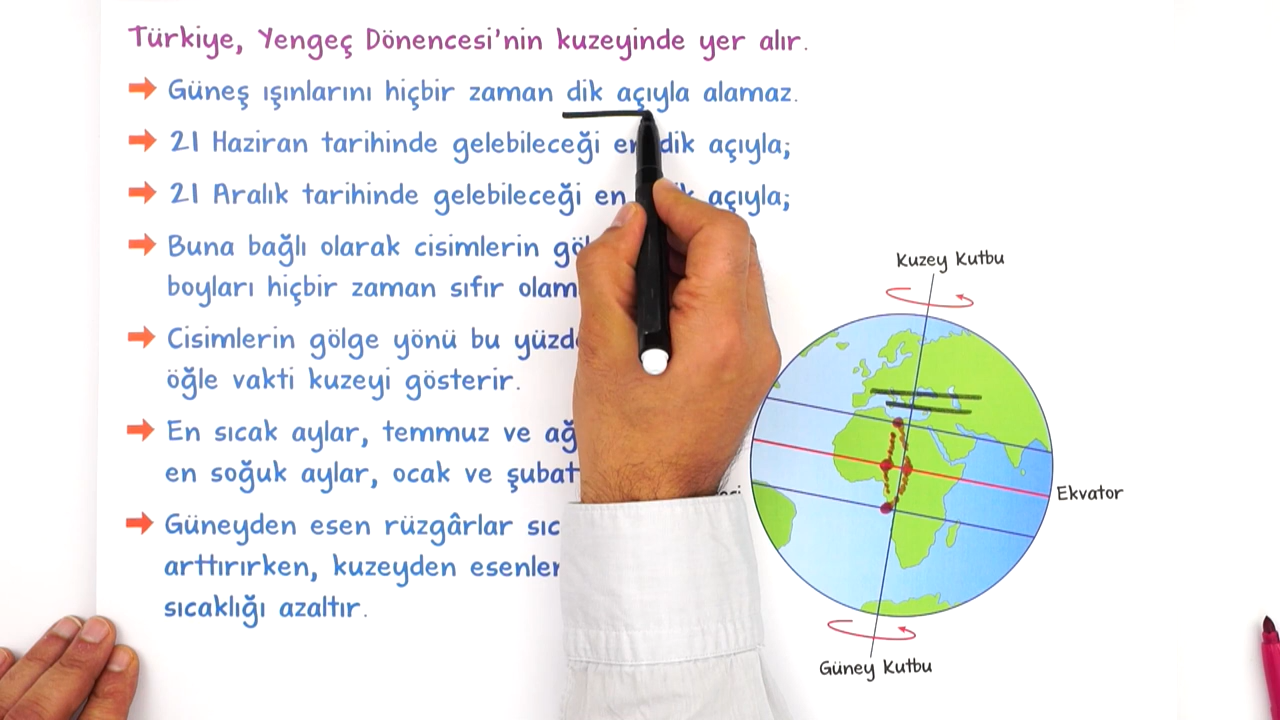 Türkiye, Yengeç Dönencesi'nin kuzeyinde yer alır.
Güneş ışınlarını hiçbir zaman dik açıyla alamaz.
21 Haziran tarihinde gelebileceği dik açıyla;
21 Aralık tarihinde gelebileceği en açıyla;
Buna bağlı olarak cisimlerin
boyları hiçbir zaman sıfır
Cisimlerin gölge yönü bu
öğle vakti kuzeyi gösterir.
En sıcak aylar, temmuz ve
en soğuk aylar, ocak ve şubat
Güneyden esen rüzgârlar
arttırırken, kuzeyden
sıcaklığı azaltır.
Kuzey Kutbu
Ekvator
Güney Kutbu